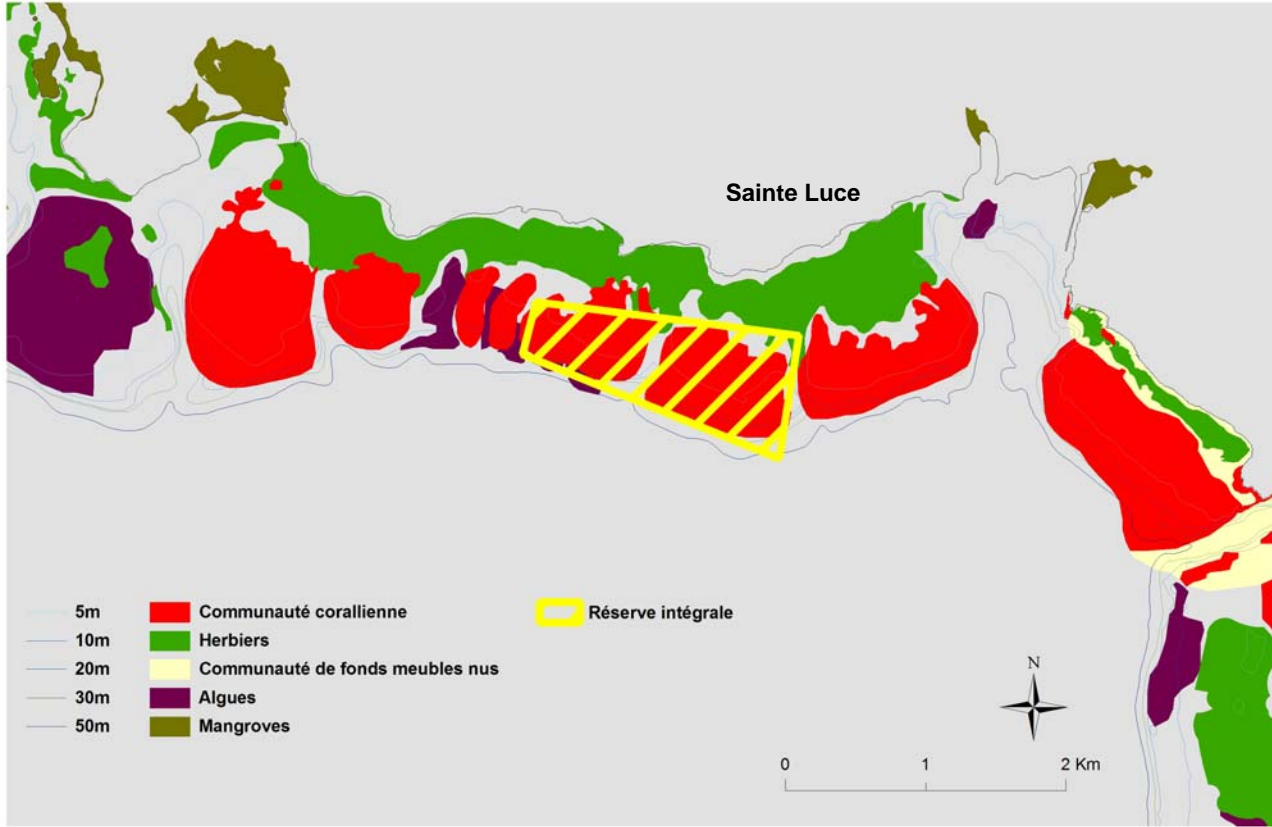 Sainte Luce
5m
Communauté corallienne
Réserve intégrale
10m
Herbiers
20m
Communauté de fonds meubles nus
30m
Algues
50m
Mangroves
N
0 1 2 Km